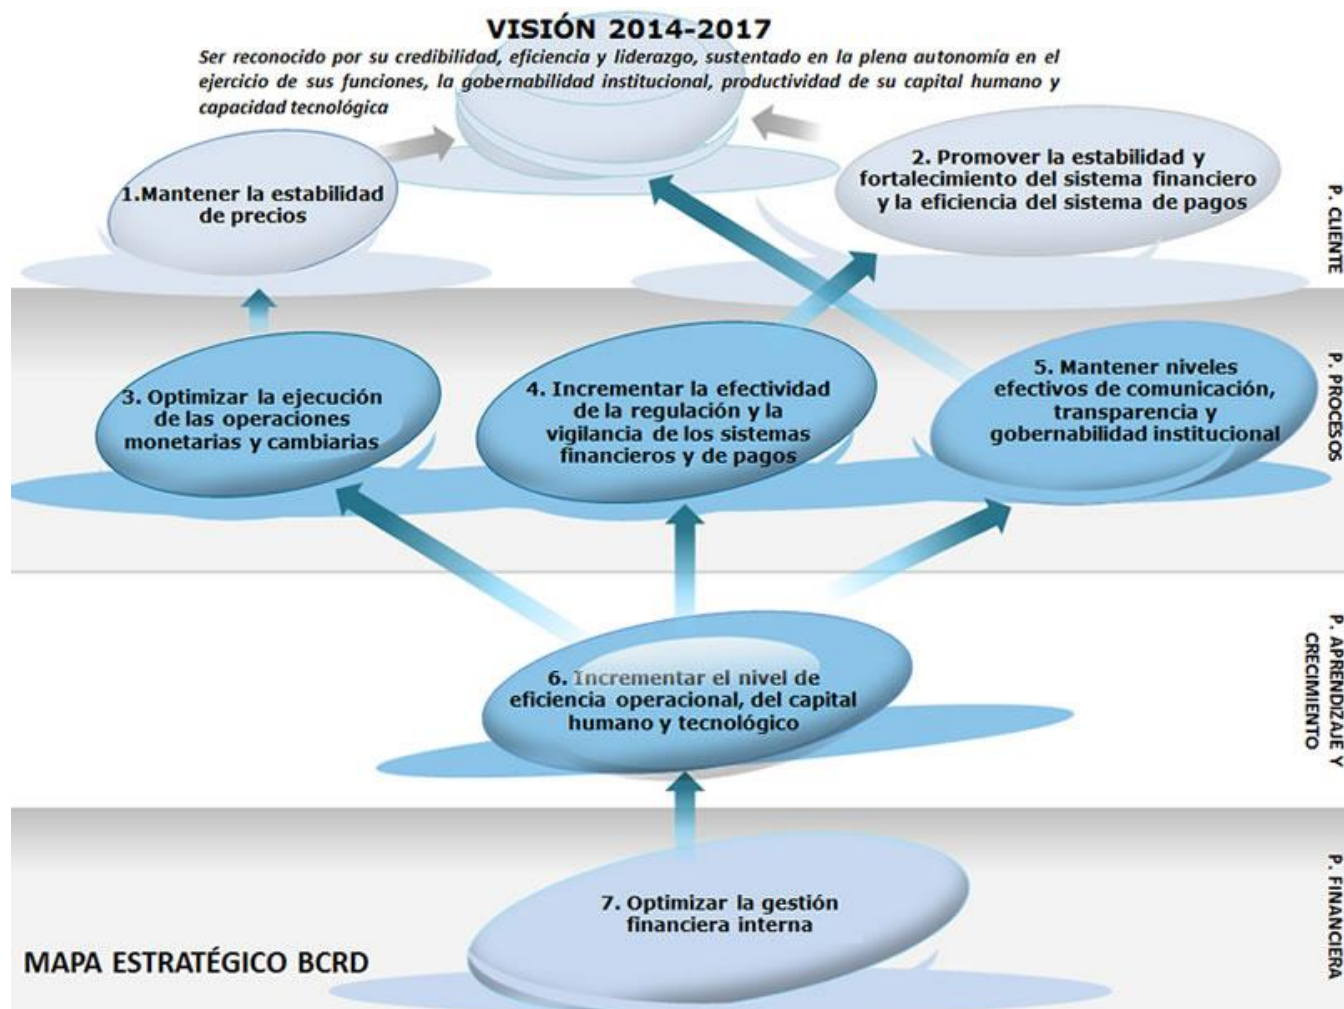 VISIÓN 2014-2017
Ser reconocido por su credibilidad, eficiencia y liderazgo, sustentado en la plena autonomía en el
ejercicio de sus funciones, la gobernabilidad institucional, productividad de su capital humano y
capacidad tecnológica
1.Mantener la estabilidad
de precios
2. Promover la estabilidad y
fortalecimiento del sistema financiero
y la eficiencia del sistema de pagos
P. CLIENTE
3. Optimizar la ejecución
de las operaciones
monetarias y cambiarias
4. Incrementar la efectividad
de la regulación y la
vigilancia de los sistemas
financieros y de pagos
5. Mantener niveles
efectivos de comunicación,
transparencia y
gobernabilidad institucional
P. PROCESOS
6. Incrementar el nivel de
eficiencia operacional, del capital
humano y tecnológico
P. APRENDIZAJE Y
CRECIMIENTO
7. Optimizar la gestión
financiera interna
P. FINANCIERA
MAPA ESTRATÉGICO BCRD